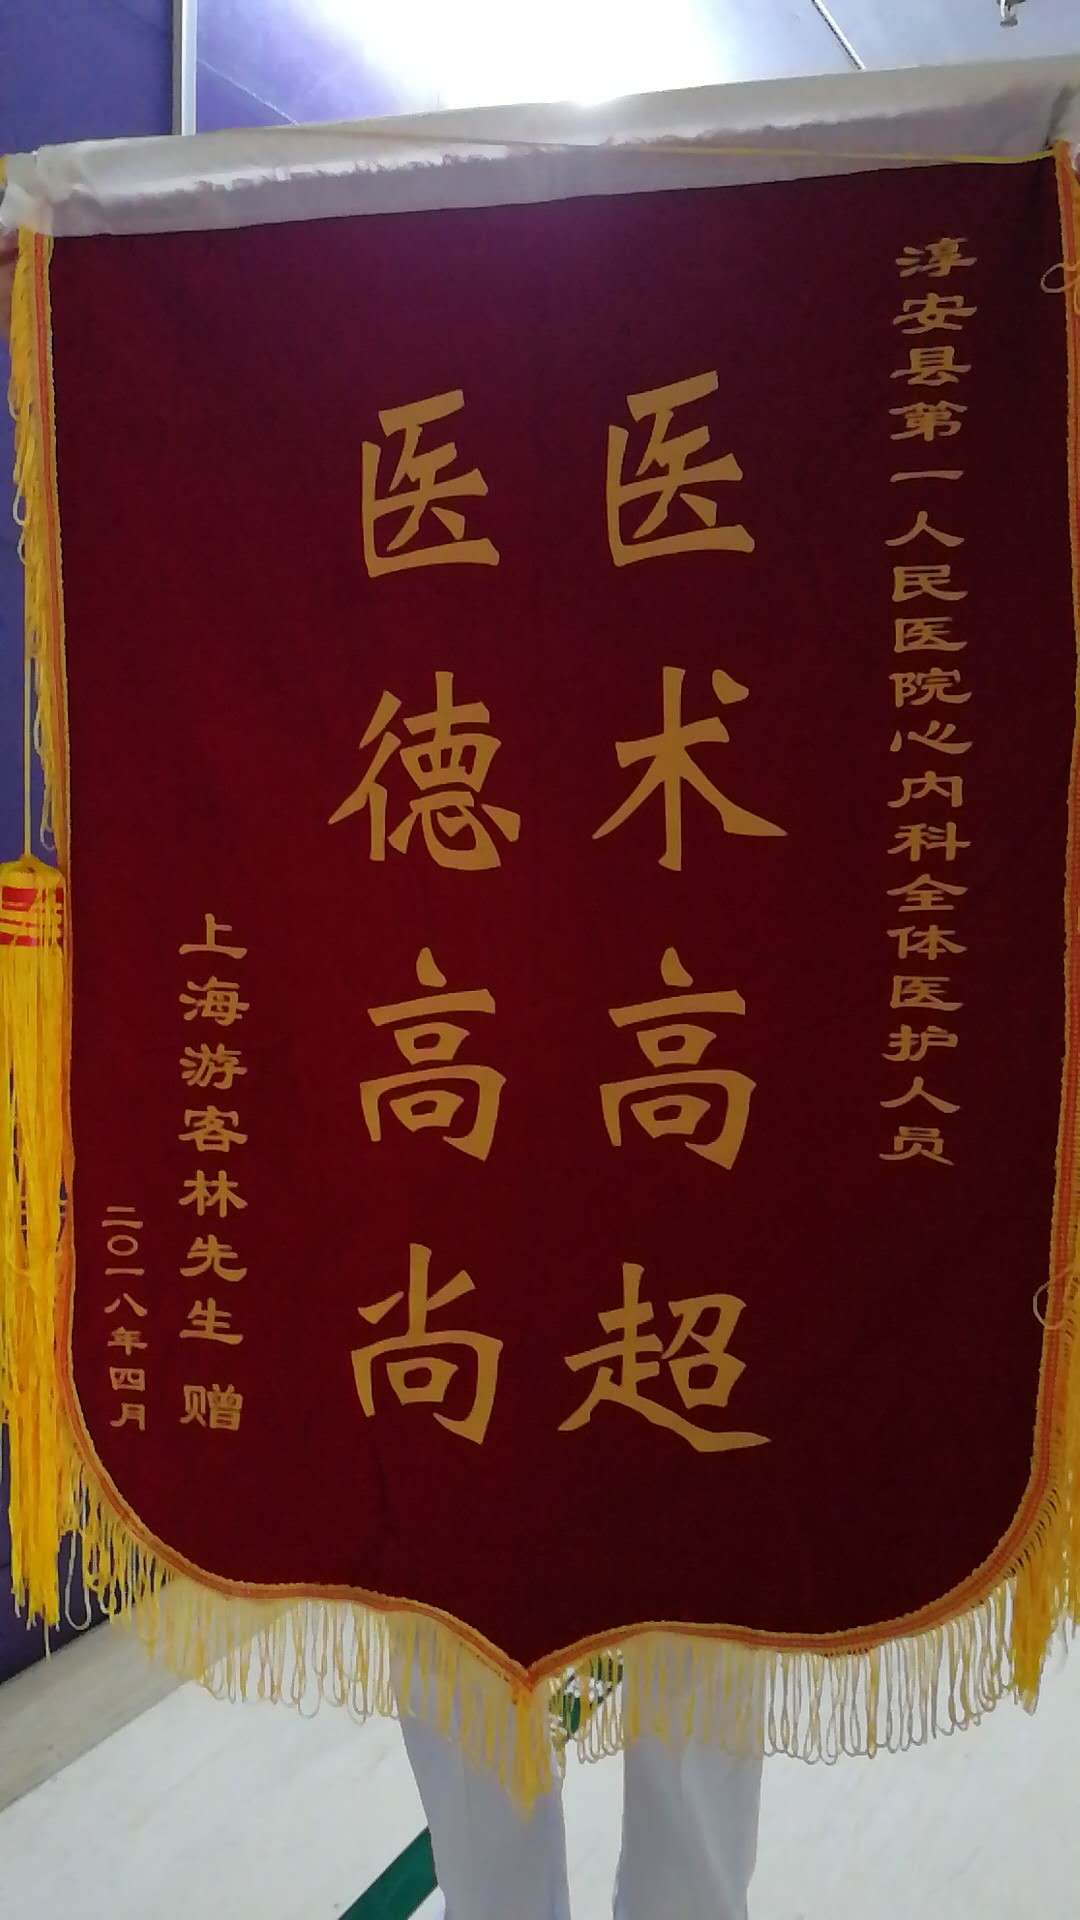 淳安县第一人民医院心内科全体医护人员
医术高超
医德高尚
上海游客林先生 赠
二〇一八年四月